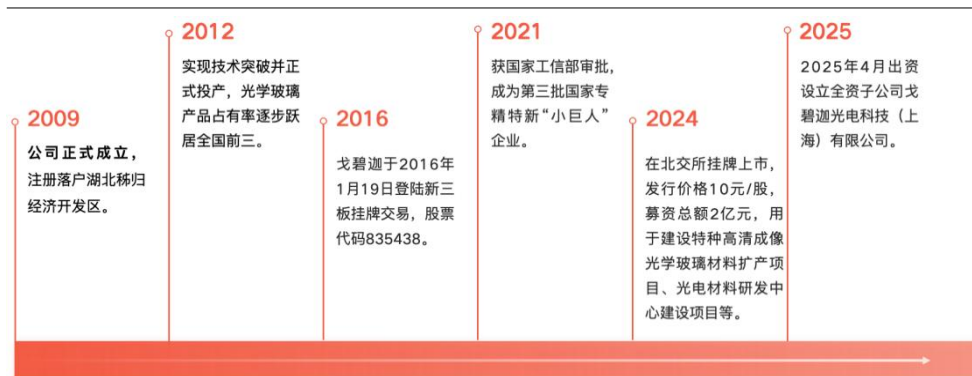 2009
公司正式成立，
注册落户湖北秭归
经济开发区。
2012
实现技术突破并正
式投产，光学玻璃
产品占有率逐步跃
居全国前三。
2016
戈碧迦于2016年
1月19日登陆新三
板挂牌交易，股票
代码835438。
2021
获国家工信部审批，
成为第三批国家专
精特新“小巨人”
企业。
2024
在北交所挂牌上市，
发行价格10元/股，
募资总额2亿元，用
于建设特种高清成像
光学玻璃材料扩产项
目、光电材料研发中
心建设项目等。
2025
2025年4月出资
设立全资子公司戈
碧迦光电科技（上
海）有限公司。